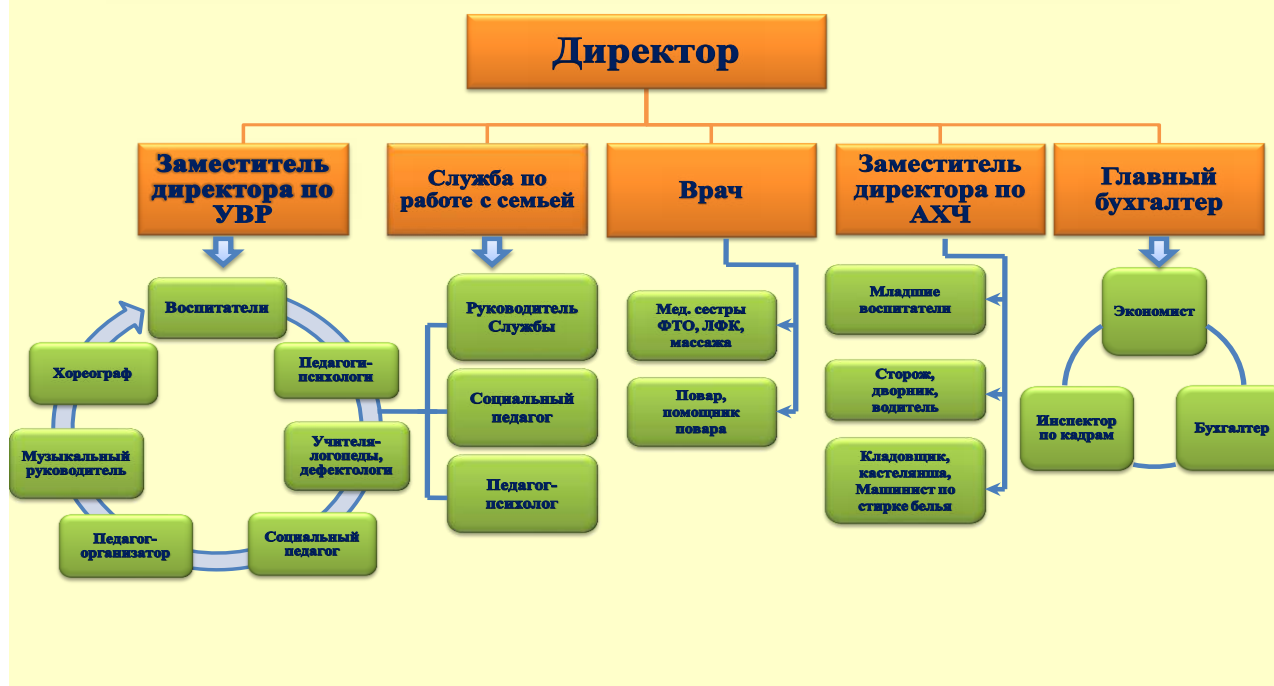 Директор
Заместитель
директора по
УВР
Служба по
работе с семьей
Врач
Заместитель
директора по
АХЧ
Главный
бухгалтер
Воспитатели
Педагоги-
психологи
Учителя-
логопеды,
дефектологи
Социальный
педагог
Педагог-
организатор
Музыкальный
руководитель
Хореограф
Руководитель
Службы
Социальный
педагог
Педагог-
психолог
Мед. сестры
ФТО, ЛФК,
массажа
Повар,
помощник
повара
Младшие
воспитатели
Сторож,
дворник,
водитель
Кладовщик,
кастелянша,
Машинист по
стирке белья
Экономист
Инспектор
по кадрам
Бухгалтер